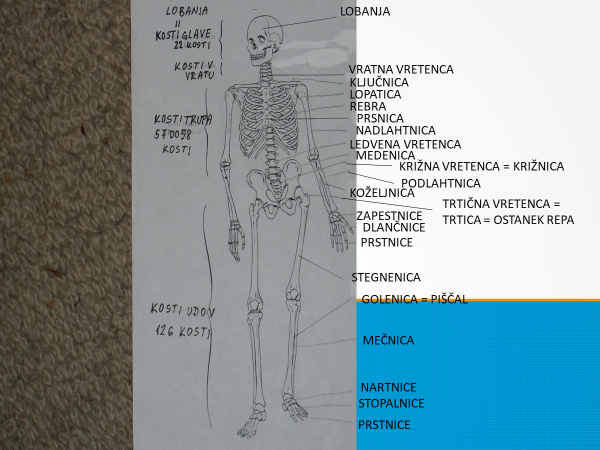 LOBANJA
II
KOSTI GLAVE
22 KOSTI
KOSTI V
VRATU
KOSTI TRUPA
57 DO 58
KOSTI
KOSTI UDOV
126 KOSTI
LOBANJA
VRATNA VRETENCA
KLJUČNICA
LOPATICA
REBRA
PRSNICA
NADLAHTNICA
LEDVENA VRETENCA
MEDENICA
KRIŽNA VRETENCA = KRIŽNICA
PODLAHTNICA
KOŽELJNICA
TRTIČNA VRETENCA =
TRTICA = OSTANEK REPA
ZAPESTNICE
DLANČNICE
PRSTNICE
STEGNENICA
GOLENICA = PIŠČAL
MEČNICA
NARTNICE
STOPALNICE
PRSTNICE